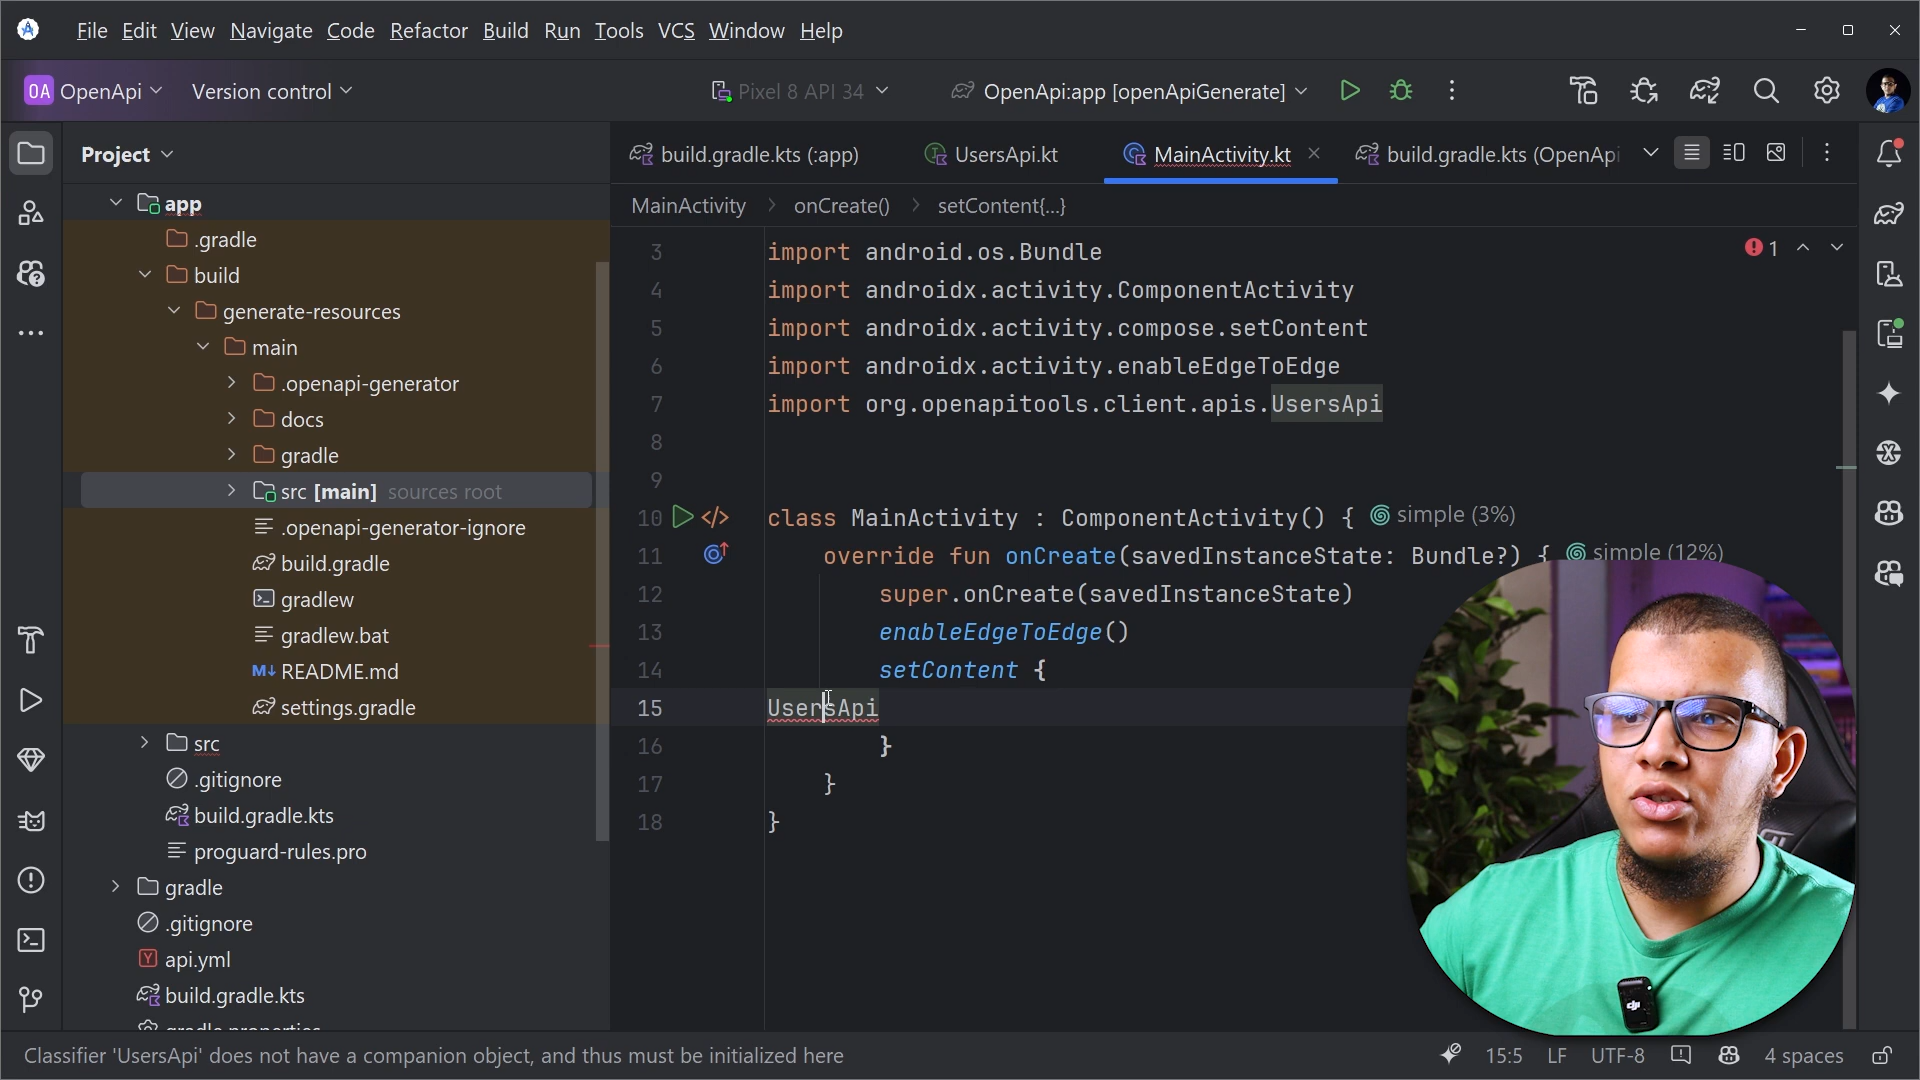 File Edit View Navigate Code Refactor Build Run Tools VCS Window Help
OA OpenApi Version control Pixel 8 API 34 OpenApi:app [openApiGenerate]
Project
app
.gradle
build
generate-resources
main
.openapi-generator
docs
gradle
src [main] sources root
.openapi-generator-ignore
build.gradle
gradlew
gradlew.bat
README.md
settings.gradle
src
.gitignore
build.gradle.kts
proguard-rules.pro
gradle
.gitignore
api.yml
build.gradle.kts
gradle.properties
build.gradle.kts (:app) UsersApi.kt MainActivity.kt build.gradle.kts (OpenApi
MainActivity onCreate() setContent{...}
1
3 import android.os.Bundle
4 import androidx.activity.ComponentActivity
5 import androidx.activity.compose.setContent
6 import androidx.activity.enableEdgeToEdge
7 import org.openapitools.client.apis.UsersApi
8
9
10 class MainActivity : ComponentActivity() { simple (3%)
11 override fun onCreate(savedInstanceState: Bundle?) { simple (12%)
12 super.onCreate(savedInstanceState)
13 enableEdgeToEdge()
14 setContent {
15 UsersApi
16 }
17 }
18 }
dji
Classifier 'UsersApi' does not have a companion object, and thus must be initialized here 15:5 LF UTF-8 4 spaces